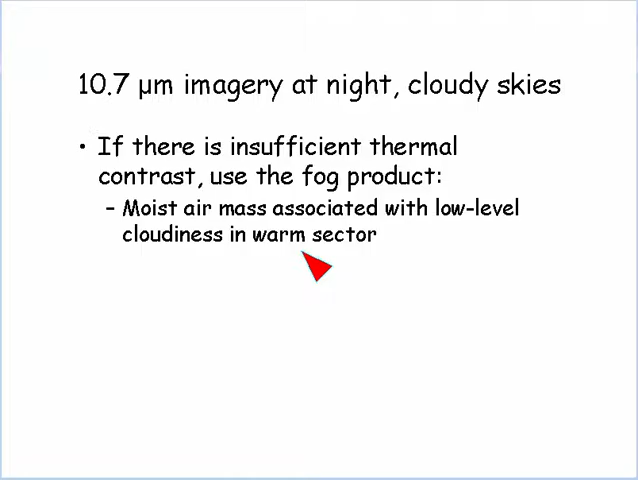 10.7 µm imagery at night, cloudy skies
• If there is insufficient thermal
contrast, use the fog product:
– Moist air mass associated with low-level
cloudiness in warm sector